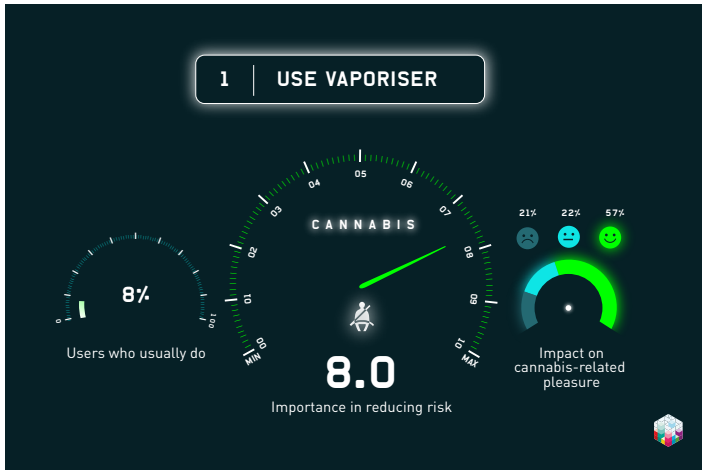 1 USE VAPORISER
CANNABIS
MIN 00 01 02 03 04 05 06 07 08 09 10 MAX
21% 22% 57%
0 8% 100
Users who usually do
8.0
Importance in reducing risk
Impact on
cannabis-related
pleasure